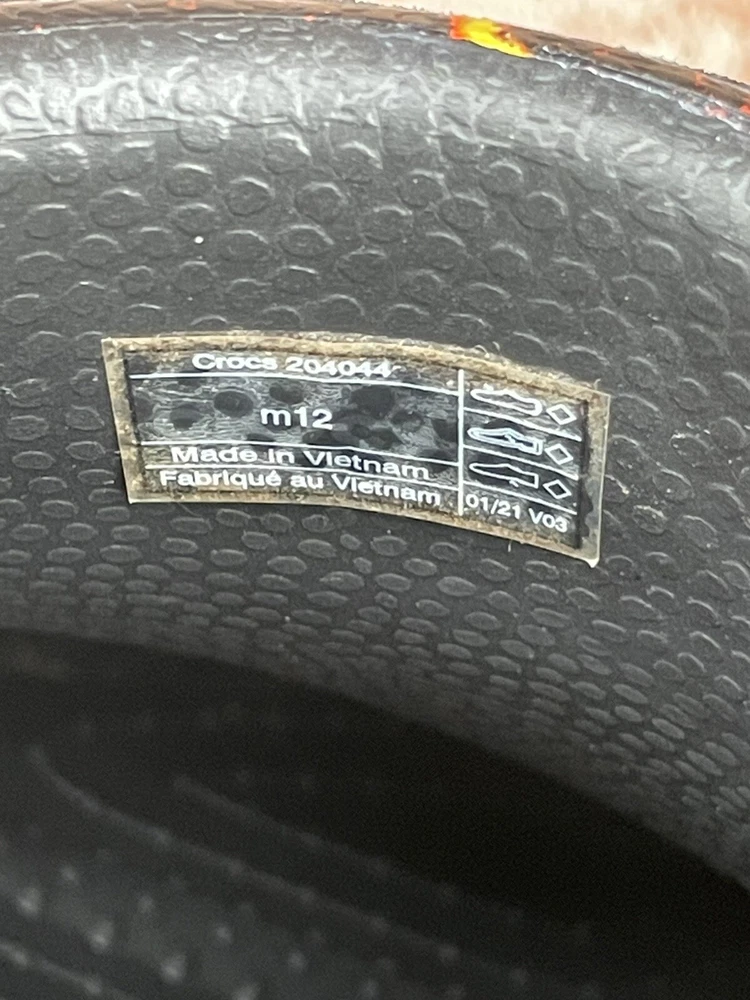 Crocs 204044
m12
Made in Vietnam
Fabriqué au Vietnam
01/21 V03